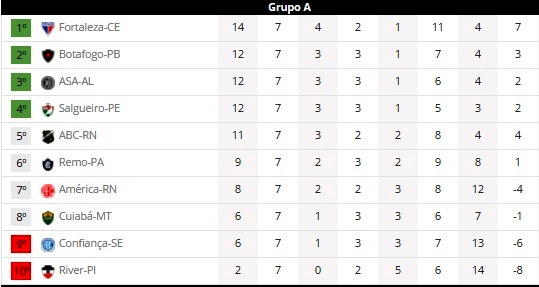 Grupo A
1º Fortaleza-CE 14 7 4 2 1 11 4 7
2º Botafogo-PB 12 7 3 3 1 7 4 3
3º ASA-AL 12 7 3 3 1 6 4 2
4º Salgueiro-PE 12 7 3 3 1 5 3 2
5º ABC-RN 11 7 3 2 2 8 4 4
6º Remo-PA 9 7 2 3 2 9 8 1
7º América-RN 8 7 2 2 3 8 12 -4
8º Cuiabá-MT 6 7 1 3 3 6 7 -1
9º Confiança-SE 6 7 1 3 3 7 13 -6
10º River-PI 2 7 0 2 5 6 14 -8